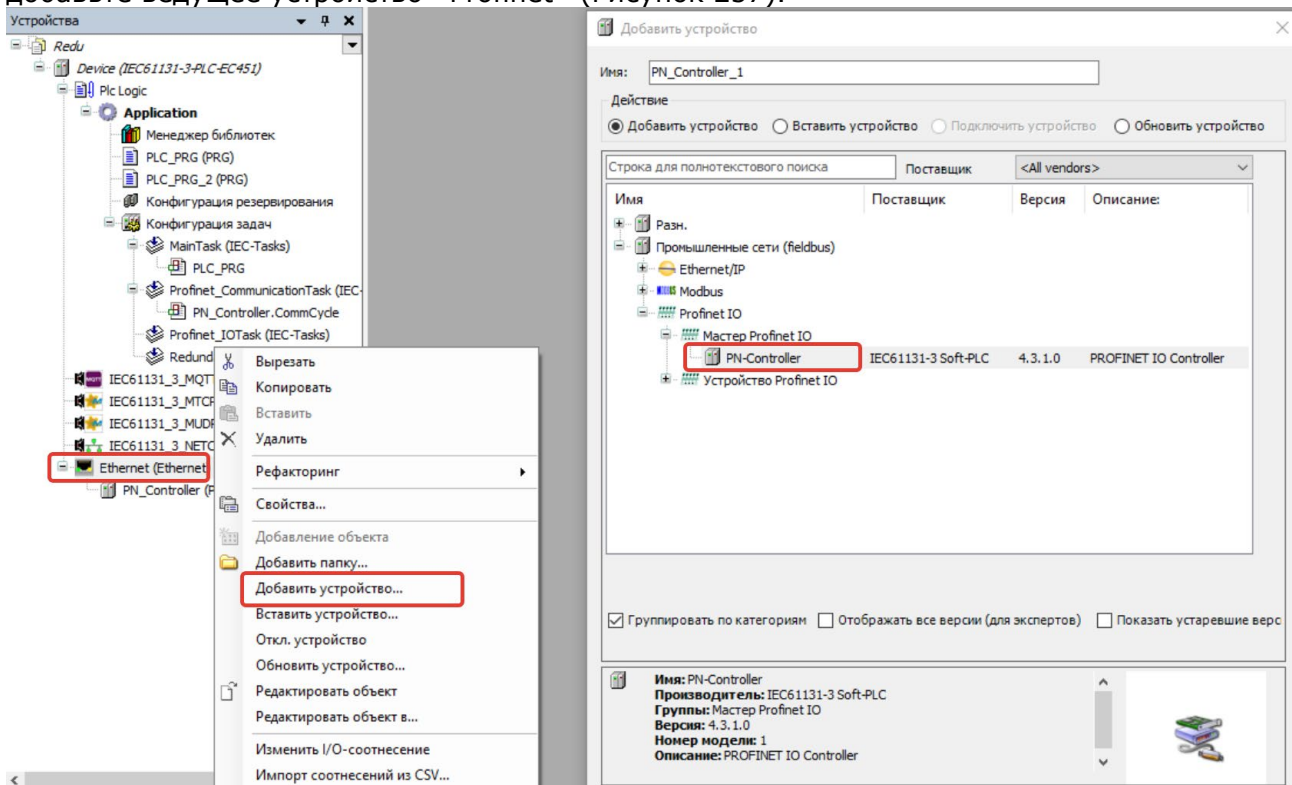 добавьте ведущее устройство "Profinet" (Рисунок 237).
Устройства
Redu
Device (IEC61131-3-PLC-EC451)
Plc Logic
Application
Менеджер библиотек
PLC_PRG (PRG)
PLC_PRG_2 (PRG)
Конфигурация резервирования
Конфигурация задач
MainTask (IEC-Tasks)
PLC_PRG
Profinet_CommunicationTask (IEC-
PN_Controller.CommCycle
Profinet_IOTask (IEC-Tasks)
Redund
IEC61131_3_MQTT
IEC61131_3_MTCP
IEC61131_3_MUDP
IEC61131_3_NETC
Ethernet (Ethernet
PN_Controller (P
Вырезать
Копировать
Вставить
Удалить
Рефакторинг
Свойства...
Добавление объекта
Добавить папку...
Добавить устройство...
Вставить устройство...
Откл. устройство
Обновить устройство...
Редактировать объект
Редактировать объект в...
Изменить I/O-соотнесение
Импорт соотнесений из CSV...
Добавить устройство
Имя: PN_Controller_1
Действие
Добавить устройство Вставить устройство Подключить устройство Обновить устройство
Строка для полнотекстового поиска Поставщик <All vendors>
Имя Поставщик Версия Описание:
Разн.
Промышленные сети (fieldbus)
Ethernet/IP
Modbus
Profinet IO
Мастер Profinet IO
PN-Controller IEC61131-3 Soft-PLC 4.3.1.0 PROFINET IO Controller
Устройство Profinet IO
Группировать по категориям Отображать все версии (для экспертов) Показать устаревшие верс
Имя: PN-Controller
Производитель: IEC61131-3 Soft-PLC
Группы: Мастер Profinet IO
Версия: 4.3.1.0
Номер модели: 1
Описание: PROFINET IO Controller